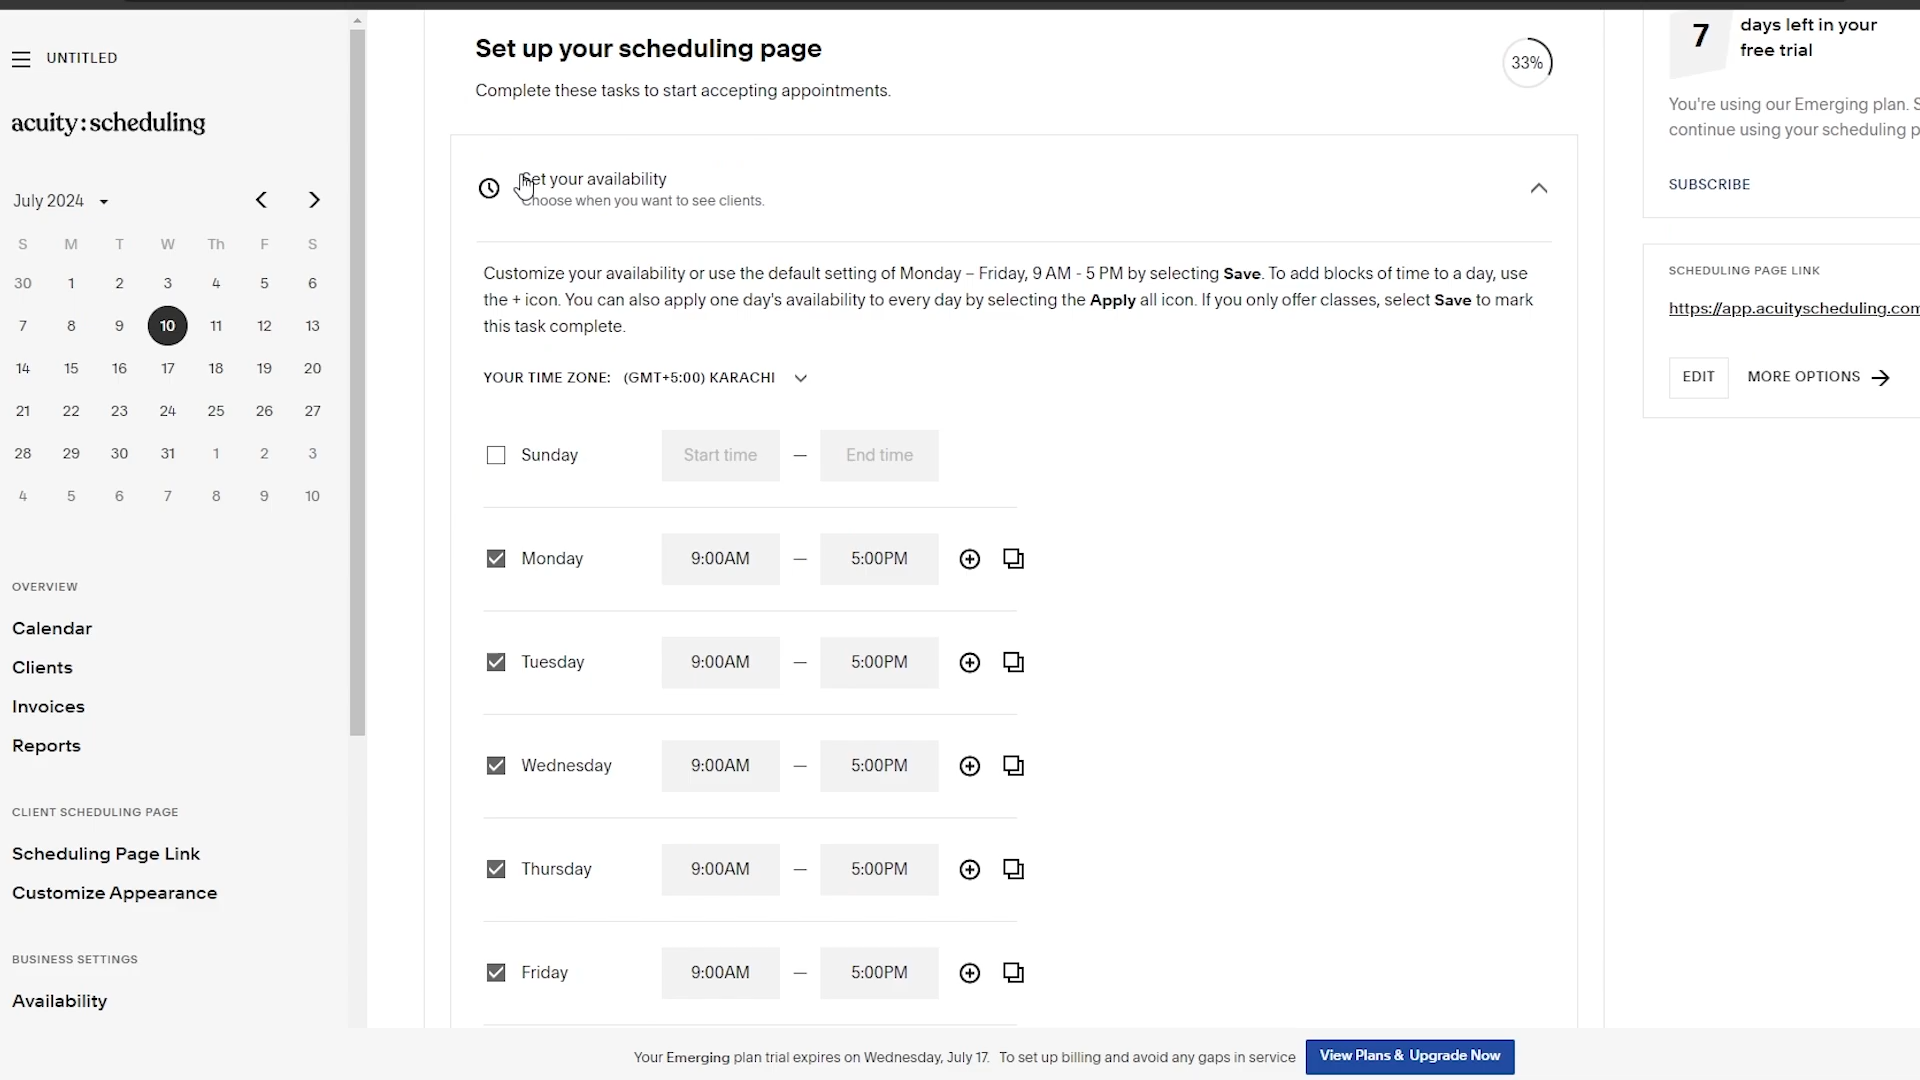 UNTITLED
acuity:scheduling
July 2024
S M T W Th F S
30 1 2 3 4 5 6
7 8 9 10 11 12 13
14 15 16 17 18 19 20
21 22 23 24 25 26 27
28 29 30 31 1 2 3
4 5 6 7 8 9 10
OVERVIEW
Calendar
Clients
Invoices
Reports
CLIENT SCHEDULING PAGE
Scheduling Page Link
Customize Appearance
BUSINESS SETTINGS
Availability
Set up your scheduling page
Complete these tasks to start accepting appointments.
33%
Set your availability
Choose when you want to see clients.
Customize your availability or use the default setting of Monday – Friday, 9 AM - 5 PM by selecting Save. To add blocks of time to a day, use
the + icon. You can also apply one day's availability to every day by selecting the Apply all icon. If you only offer classes, select Save to mark
this task complete.
YOUR TIME ZONE: (GMT+5:00) KARACHI
Sunday Start time — End time
Monday 9:00AM — 5:00PM
Tuesday 9:00AM — 5:00PM
Wednesday 9:00AM — 5:00PM
Thursday 9:00AM — 5:00PM
Friday 9:00AM — 5:00PM
7 days left in your
free trial
You're using our Emerging plan. S
continue using your scheduling p
SUBSCRIBE
SCHEDULING PAGE LINK
https://app.acuityscheduling.com
EDIT MORE OPTIONS
Your Emerging plan trial expires on Wednesday, July 17. To set up billing and avoid any gaps in service View Plans & Upgrade Now